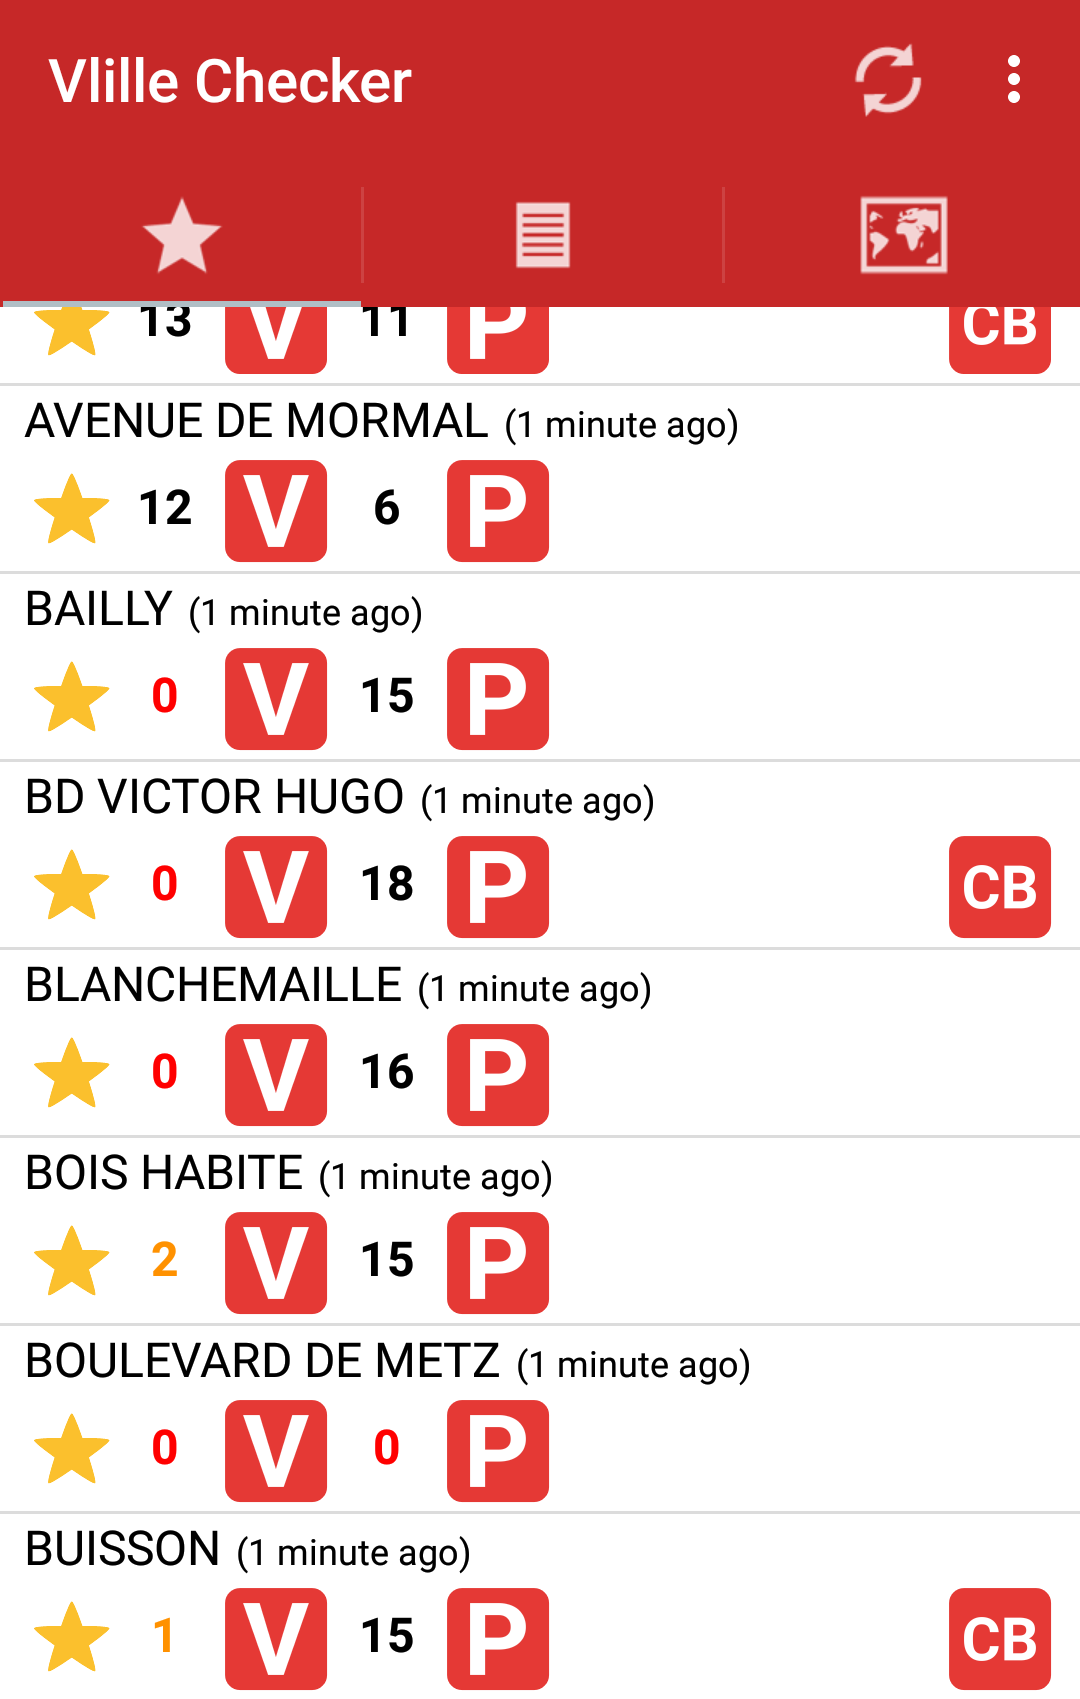 Vlille Checker
13 V 11 P CB
AVENUE DE MORMAL (1 minute ago)
12 V 6 P
BAILLY (1 minute ago)
0 V 15 P
BD VICTOR HUGO (1 minute ago)
0 V 18 P CB
BLANCHEMAILLE (1 minute ago)
0 V 16 P
BOIS HABITE (1 minute ago)
2 V 15 P
BOULEVARD DE METZ (1 minute ago)
0 V 0 P
BUISSON (1 minute ago)
1 V 15 P CB